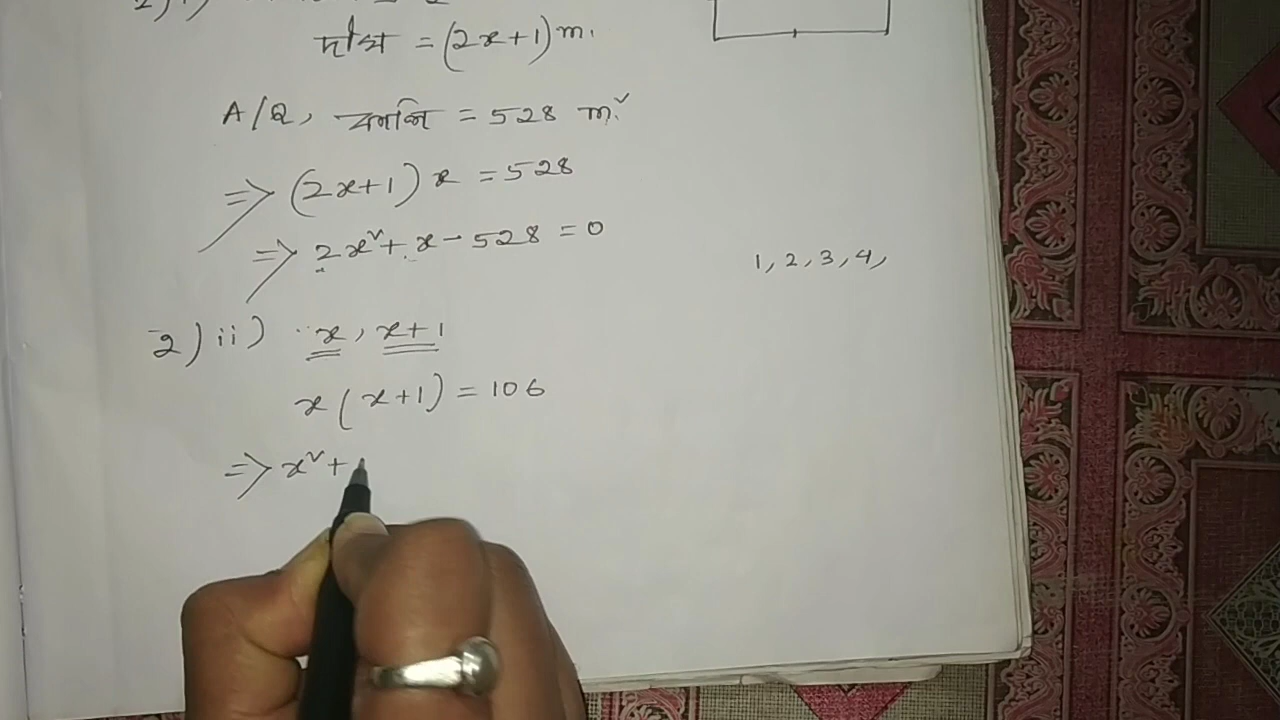 2) i)
= (2x+1) m.
A/Q, = 528 m²
⇒ (2x+1) x = 528
⇒ 2x² + x - 528 = 0
1, 2, 3, 4,
2) ii) x, x+1
x (x+1) = 106
⇒ x² +